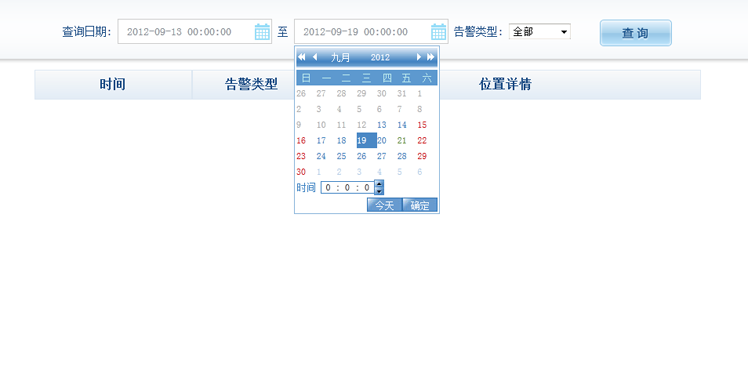 查询日期: 2012-09-13 00:00:00 至 2012-09-19 00:00:00 告警类型: 全部 查 询
九月 2012
时间 告警类型 位置详情
日 一 二 三 四 五 六
26 27 28 29 30 31 1
2 3 4 5 6 7 8
9 10 11 12 13 14 15
16 17 18 19 20 21 22
23 24 25 26 27 28 29
30 1 2 3 4 5 6
时间 0 : 0 : 0
今天 确定